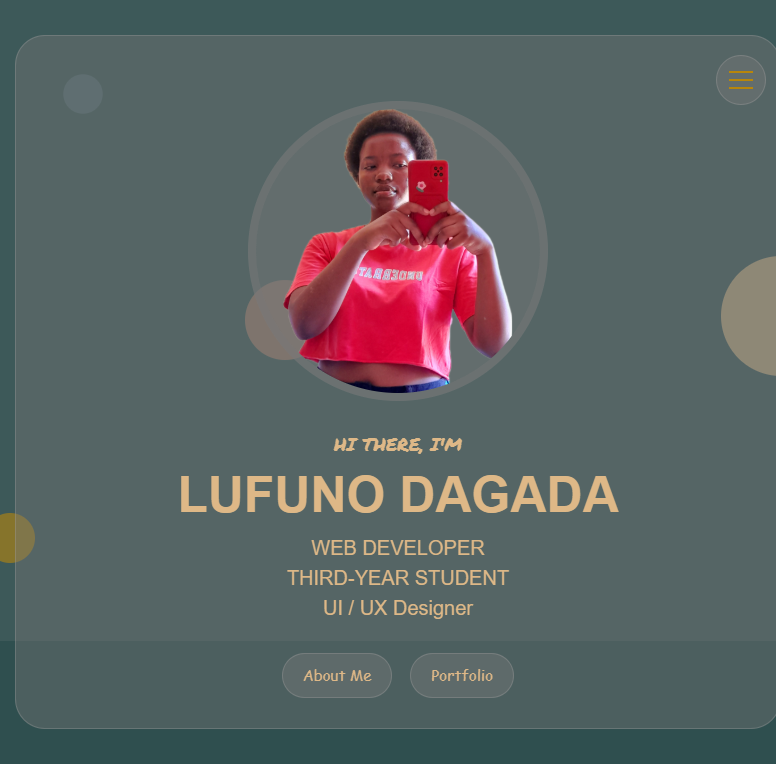 HI THERE, I'M
LUFUNO DAGADA
WEB DEVELOPER
THIRD-YEAR STUDENT
UI / UX Designer
About Me
Portfolio